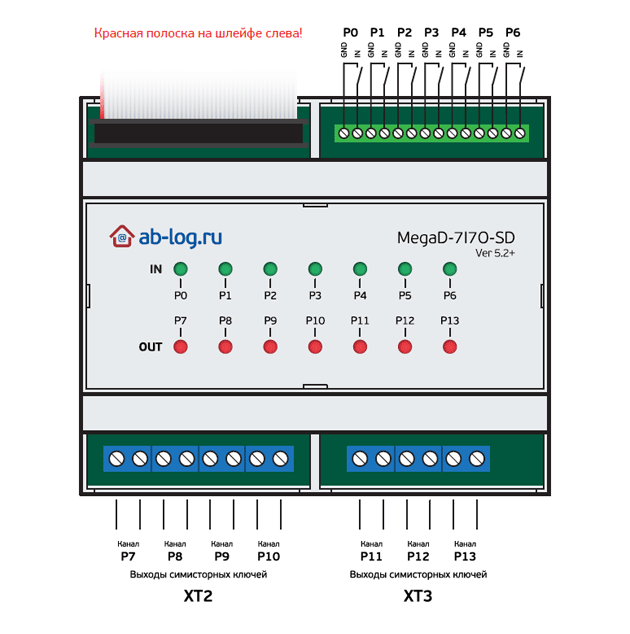 Красная полоска на шлейфе слева!
P0 P1 P2 P3 P4 P5 P6
GND IN GND IN GND IN GND IN GND IN GND IN GND IN
ab-log.ru
MegaD-7I7O-SD
Ver 5.2+
IN
P0 P1 P2 P3 P4 P5 P6
P7 P8 P9 P10 P11 P12 P13
OUT
Канал Канал Канал Канал Канал Канал Канал
P7 P8 P9 P10 P11 P12 P13
Выходы симисторных ключей Выходы симисторных ключей
XT2 XT3